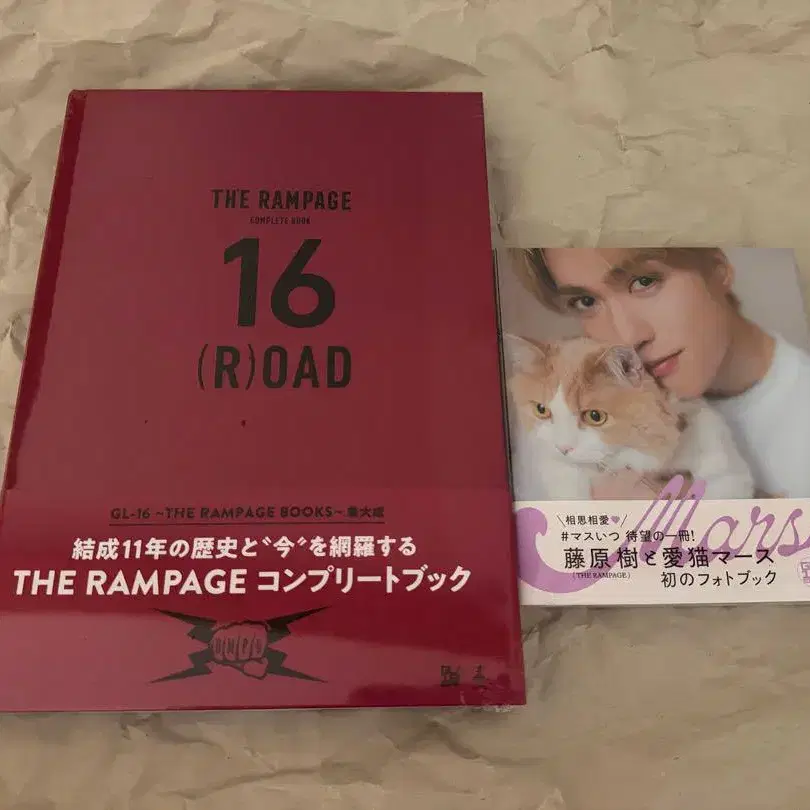 THE RAMPAGE
COMPLETE BOOK
16
(R)OAD
GL-16 ~THE RAMPAGE BOOKS~ 集大成
結成11年の歴史と“今”を網羅する
THE RAMPAGE コンプリートブック
R/M/P/G
Mars
\相思相愛♥/
#マスいつ 待望の一冊!
藤原樹と愛猫マース
(THE RAMPAGE)
初のフォトブック